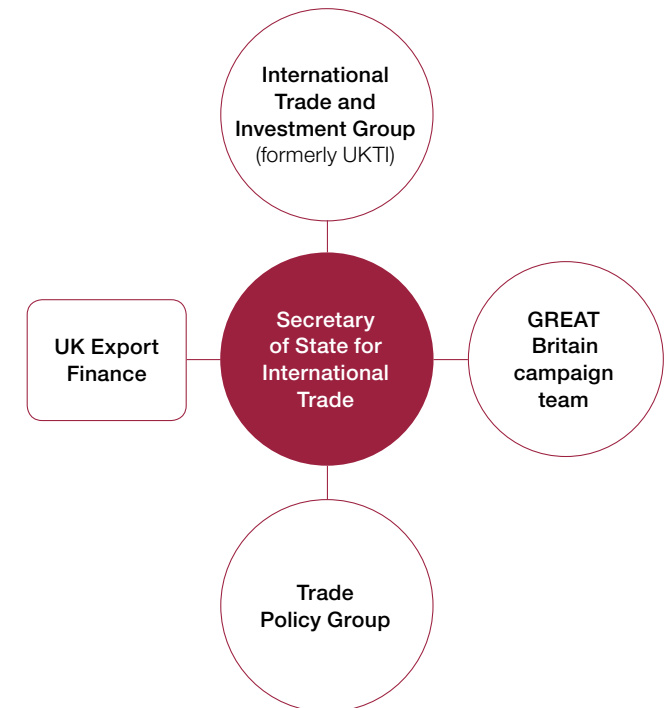 International
Trade and
Investment Group
(formerly UKTI)
UK Export
Finance
Secretary
of State for
International
Trade
GREAT
Britain
campaign
team
Trade
Policy Group